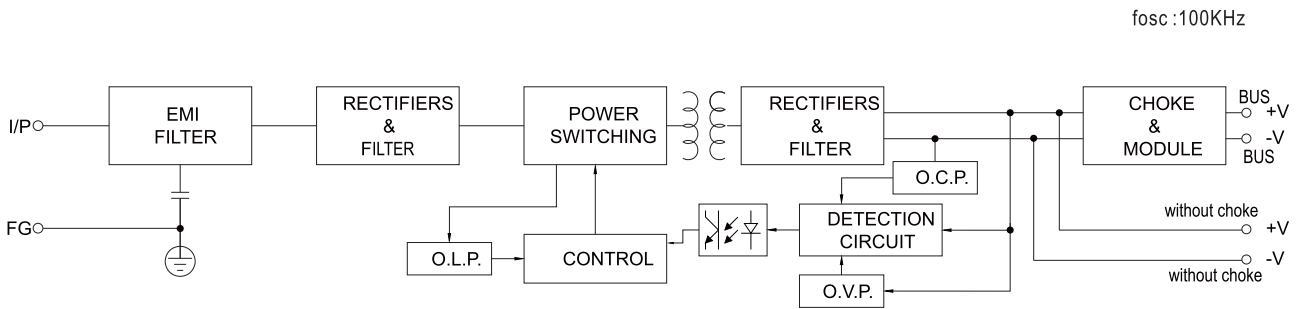 fosc :100KHz
I/P
EMI
FILTER
RECTIFIERS
&
FILTER
POWER
SWITCHING
RECTIFIERS
&
FILTER
CHOKE
&
MODULE
BUS
+V
-V
BUS
O.C.P.
FG
O.L.P.
CONTROL
DETECTION
CIRCUIT
O.V.P.
without choke
+V
-V
without choke